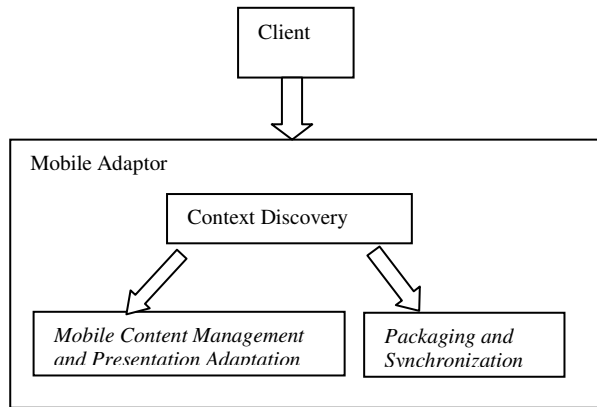 Client
Mobile Adaptor
Context Discovery
Mobile Content Management
and Presentation Adaptation
Packaging and
Synchronization